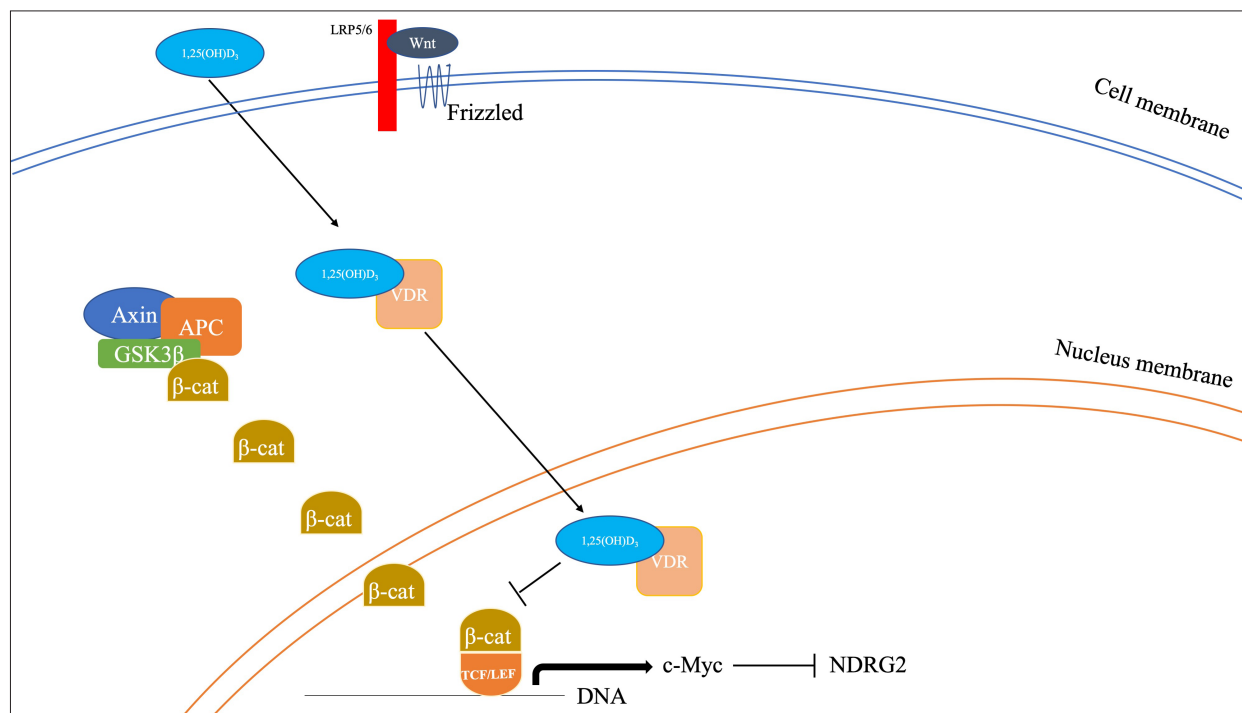 LRP5/6
1,25(OH)D₃
Wnt
Frizzled
Cell membrane
1,25(OH)D₃
VDR
Axin
APC
GSK3β
β-cat
Nucleus membrane
β-cat
β-cat
1,25(OH)D₃
VDR
β-cat
β-cat
TCF/LEF
c-Myc
NDRG2
DNA